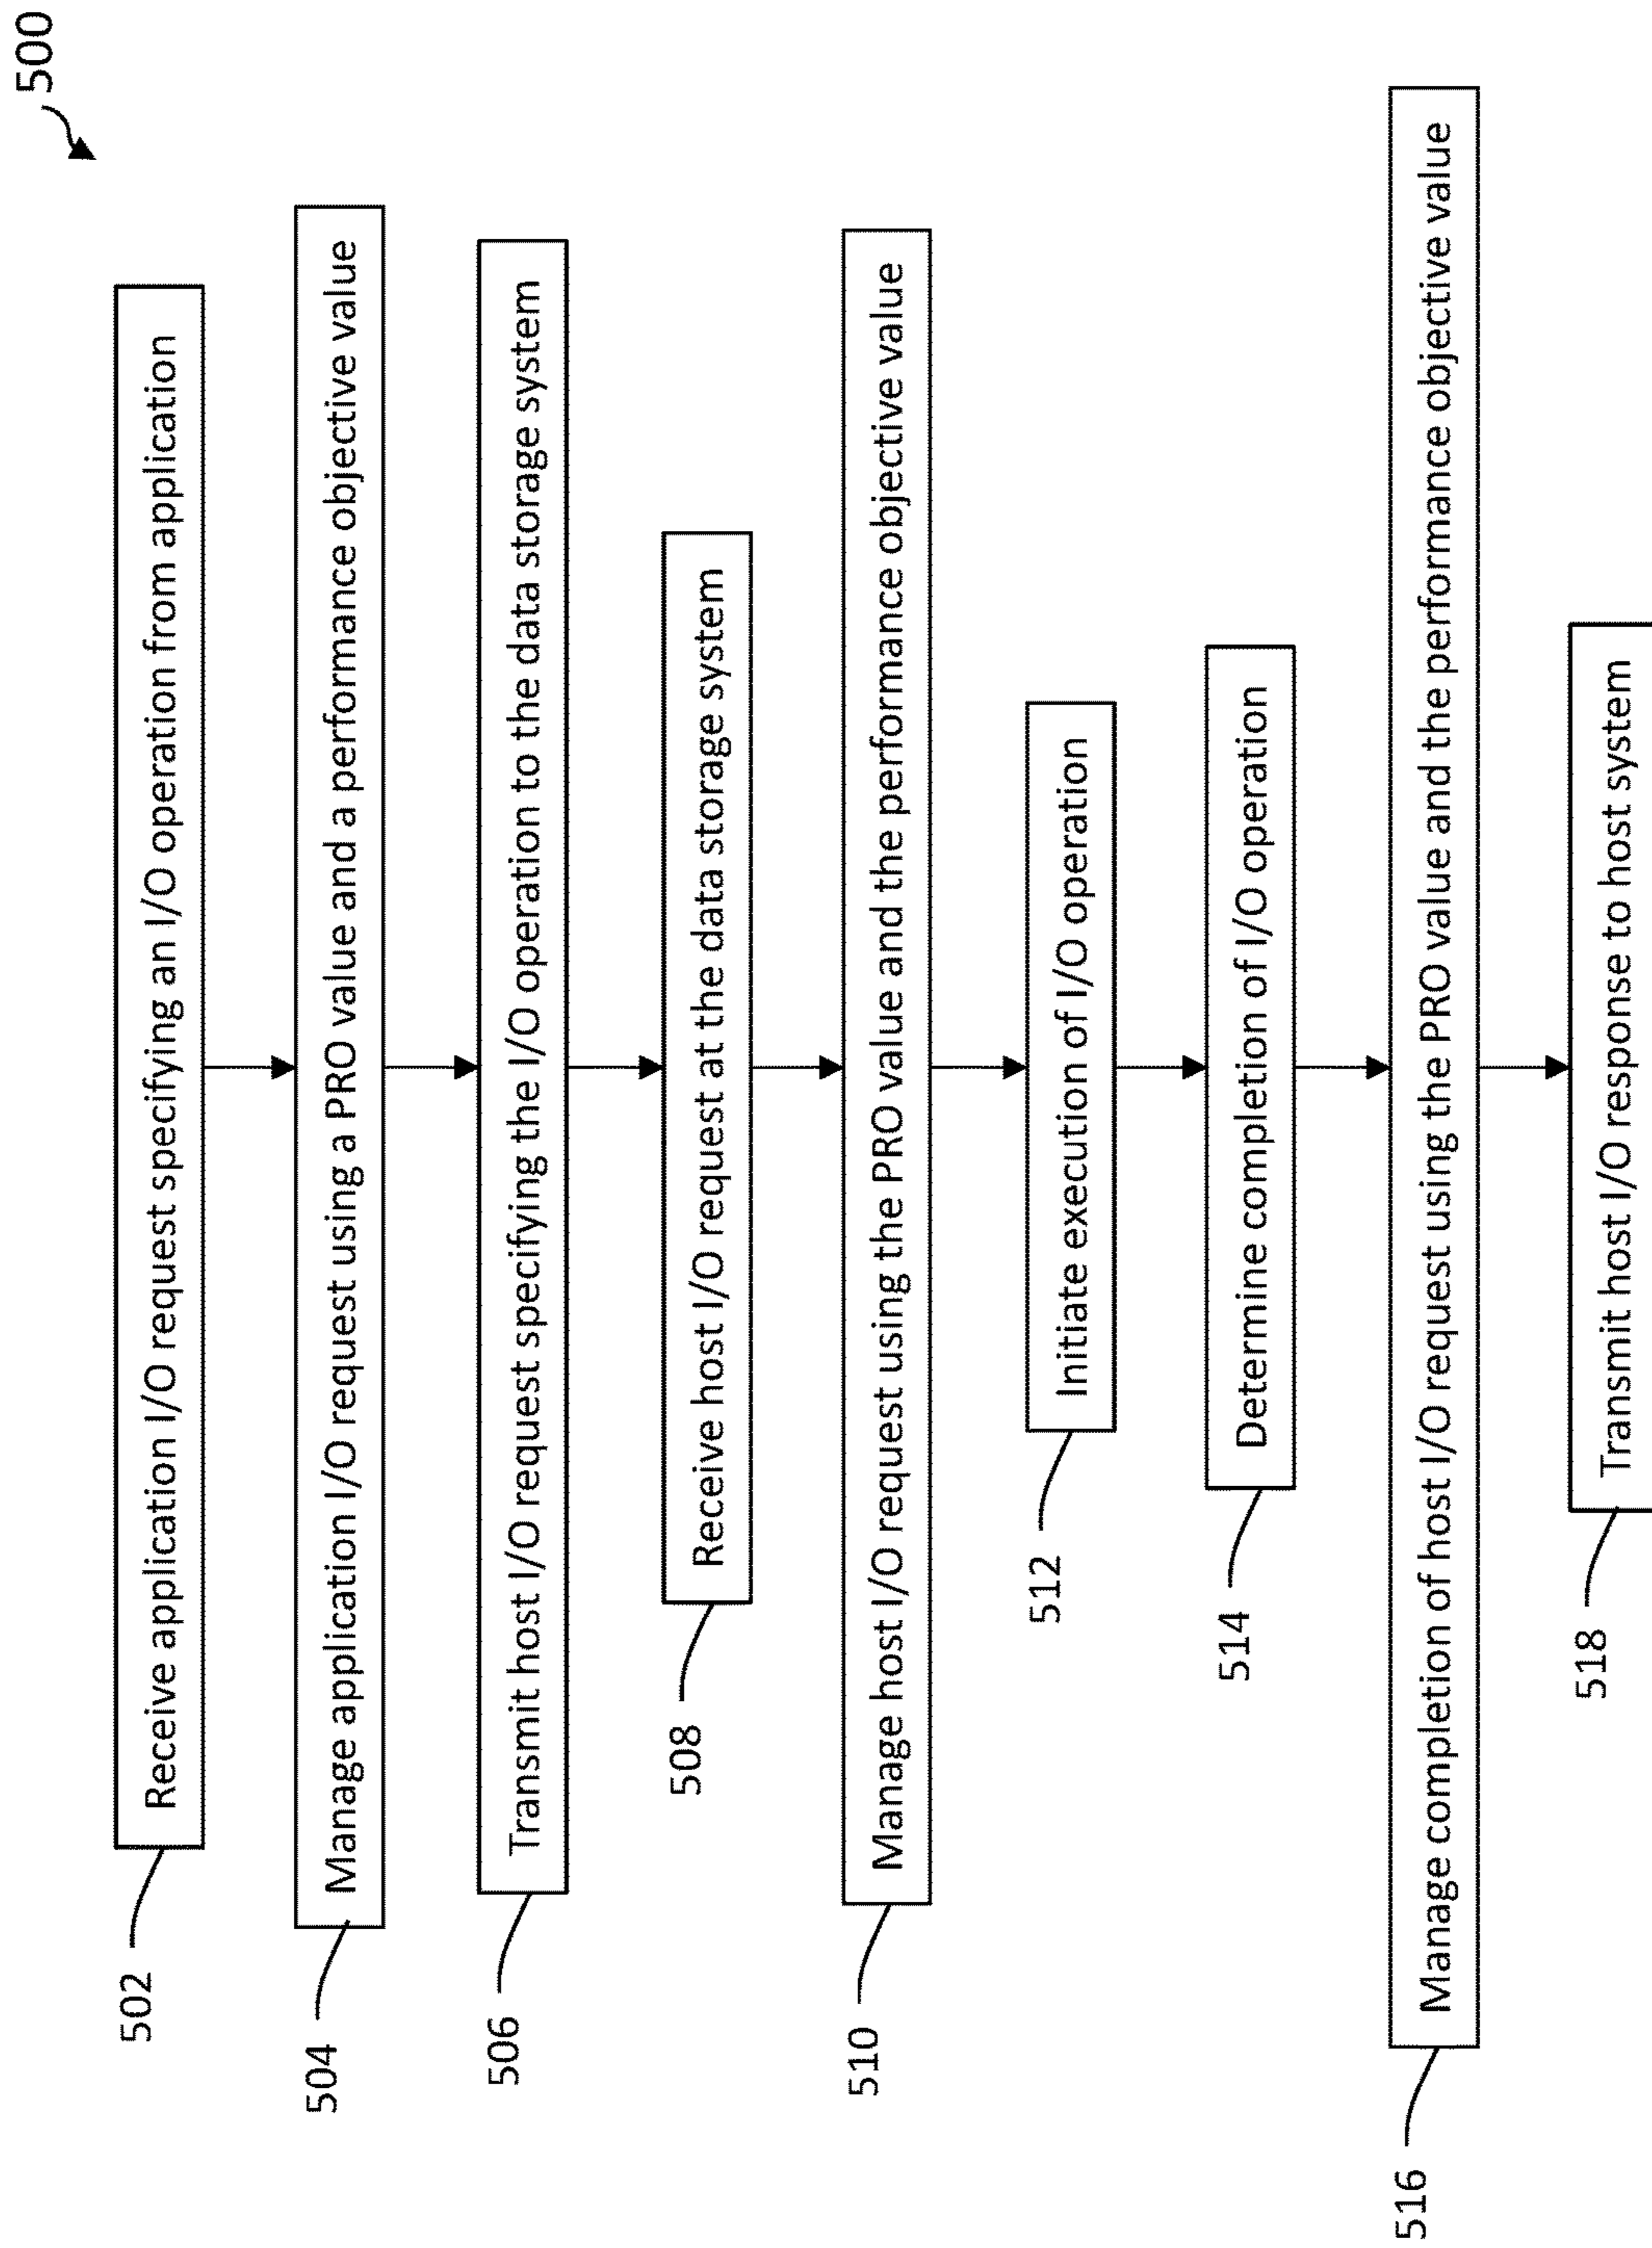 500
502
Receive application I/O request specifying an I/O operation from application
504
Manage application I/O request using a PRO value and a performance objective value
506
Transmit host I/O request specifying the I/O operation to the data storage system
508
Receive host I/O request at the data storage system
510
Manage host I/O request using the PRO value and the performance objective value
512
Initiate execution of I/O operation
514
Determine completion of I/O operation
516
Manage completion of host I/O request using the PRO value and the performance objective value
518
Transmit host I/O response to host system